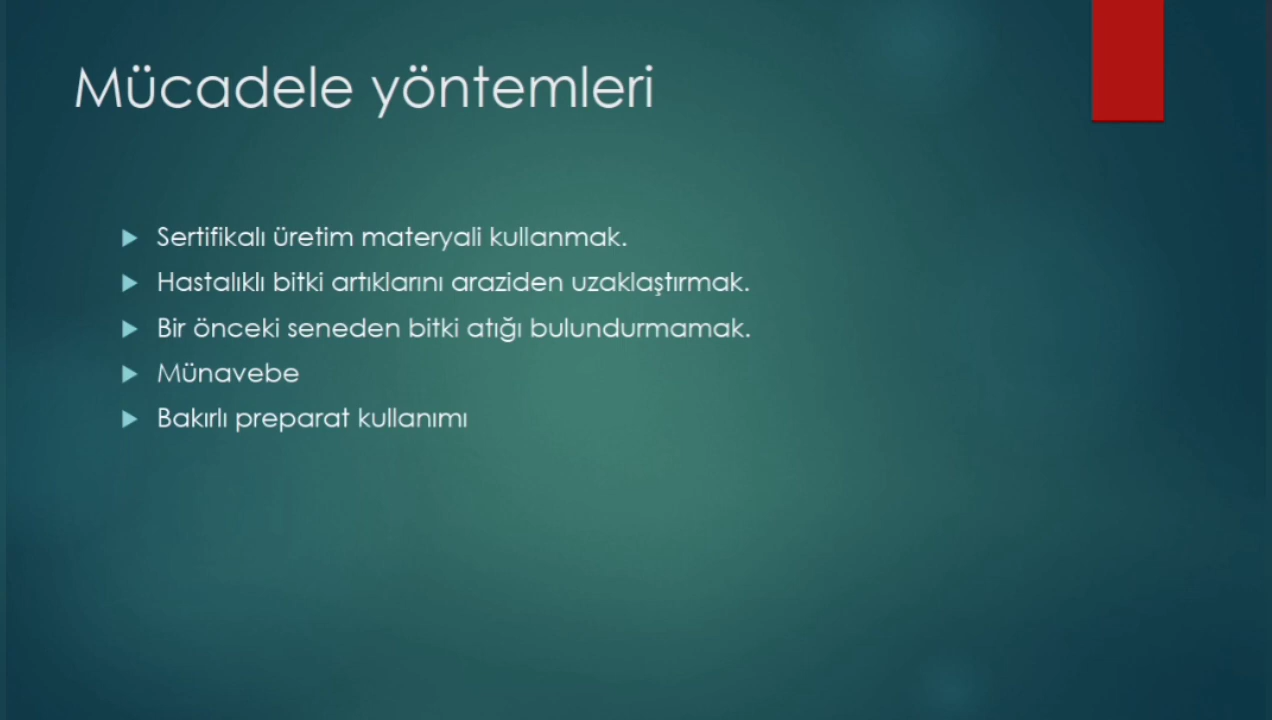 Mücadele yöntemleri
Sertifikalı üretim materyali kullanmak.
Hastalıklı bitki artıklarını araziden uzaklaştırmak.
Bir önceki seneden bitki atığı bulundurmamak.
Münavebe
Bakırlı preparat kullanımı